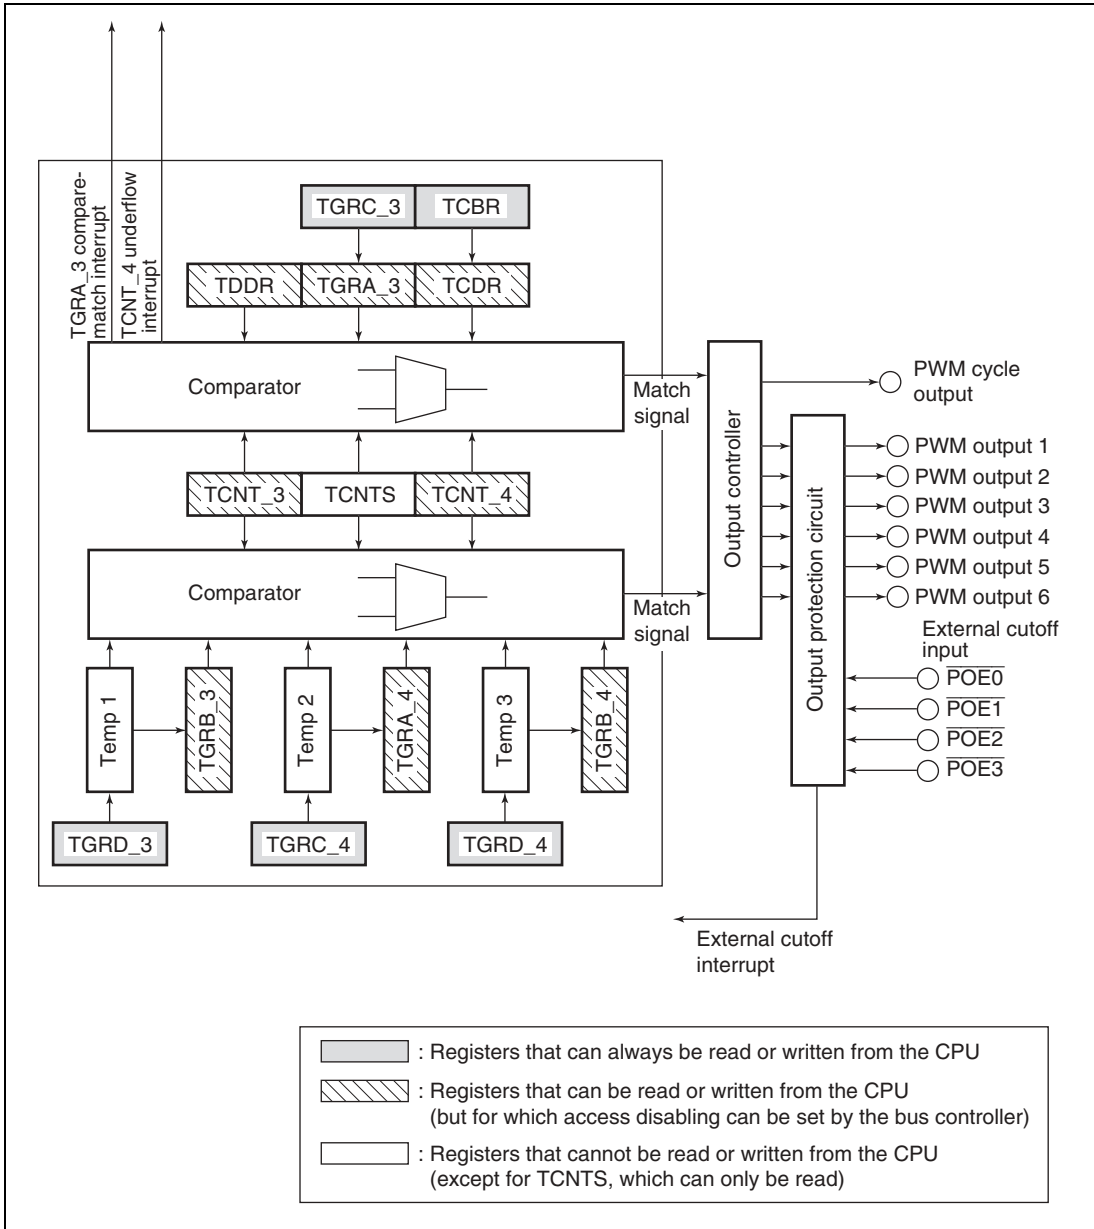 TGRA_3 compare-
match interrupt
TCNT_4 underflow
interrupt
TGRC_3
TCBR
TDDR
TGRA_3
TCDR
Comparator
Match
signal
PWM cycle
output
Output controller
Output protection circuit
PWM output 1
PWM output 2
PWM output 3
PWM output 4
PWM output 5
PWM output 6
TCNT_3
TCNTS
TCNT_4
Comparator
Match
signal
External cutoff
input
POE0
POE1
POE2
POE3
Temp 1
TGRB_3
Temp 2
TGRA_4
Temp 3
TGRB_4
TGRD_3
TGRC_4
TGRD_4
External cutoff
interrupt
: Registers that can always be read or written from the CPU
: Registers that can be read or written from the CPU
(but for which access disabling can be set by the bus controller)
: Registers that cannot be read or written from the CPU
(except for TCNTS, which can only be read)